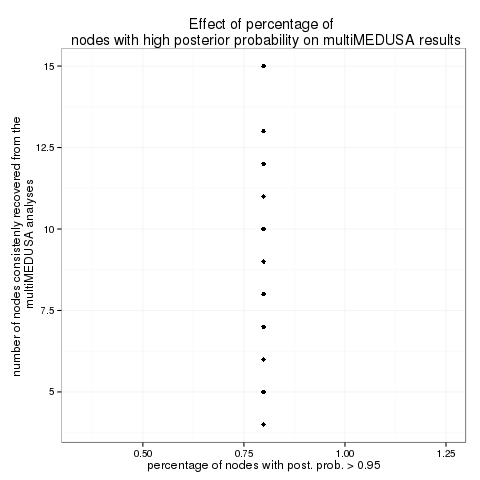 Effect of percentage of
nodes with high posterior probability on multiMEDUSA results
number of nodes consistenly recovered from the
multiMEDUSA analyses
15
12.5
10
7.5
5
0.50 0.75 1.00 1.25
percentage of nodes with post. prob. > 0.95